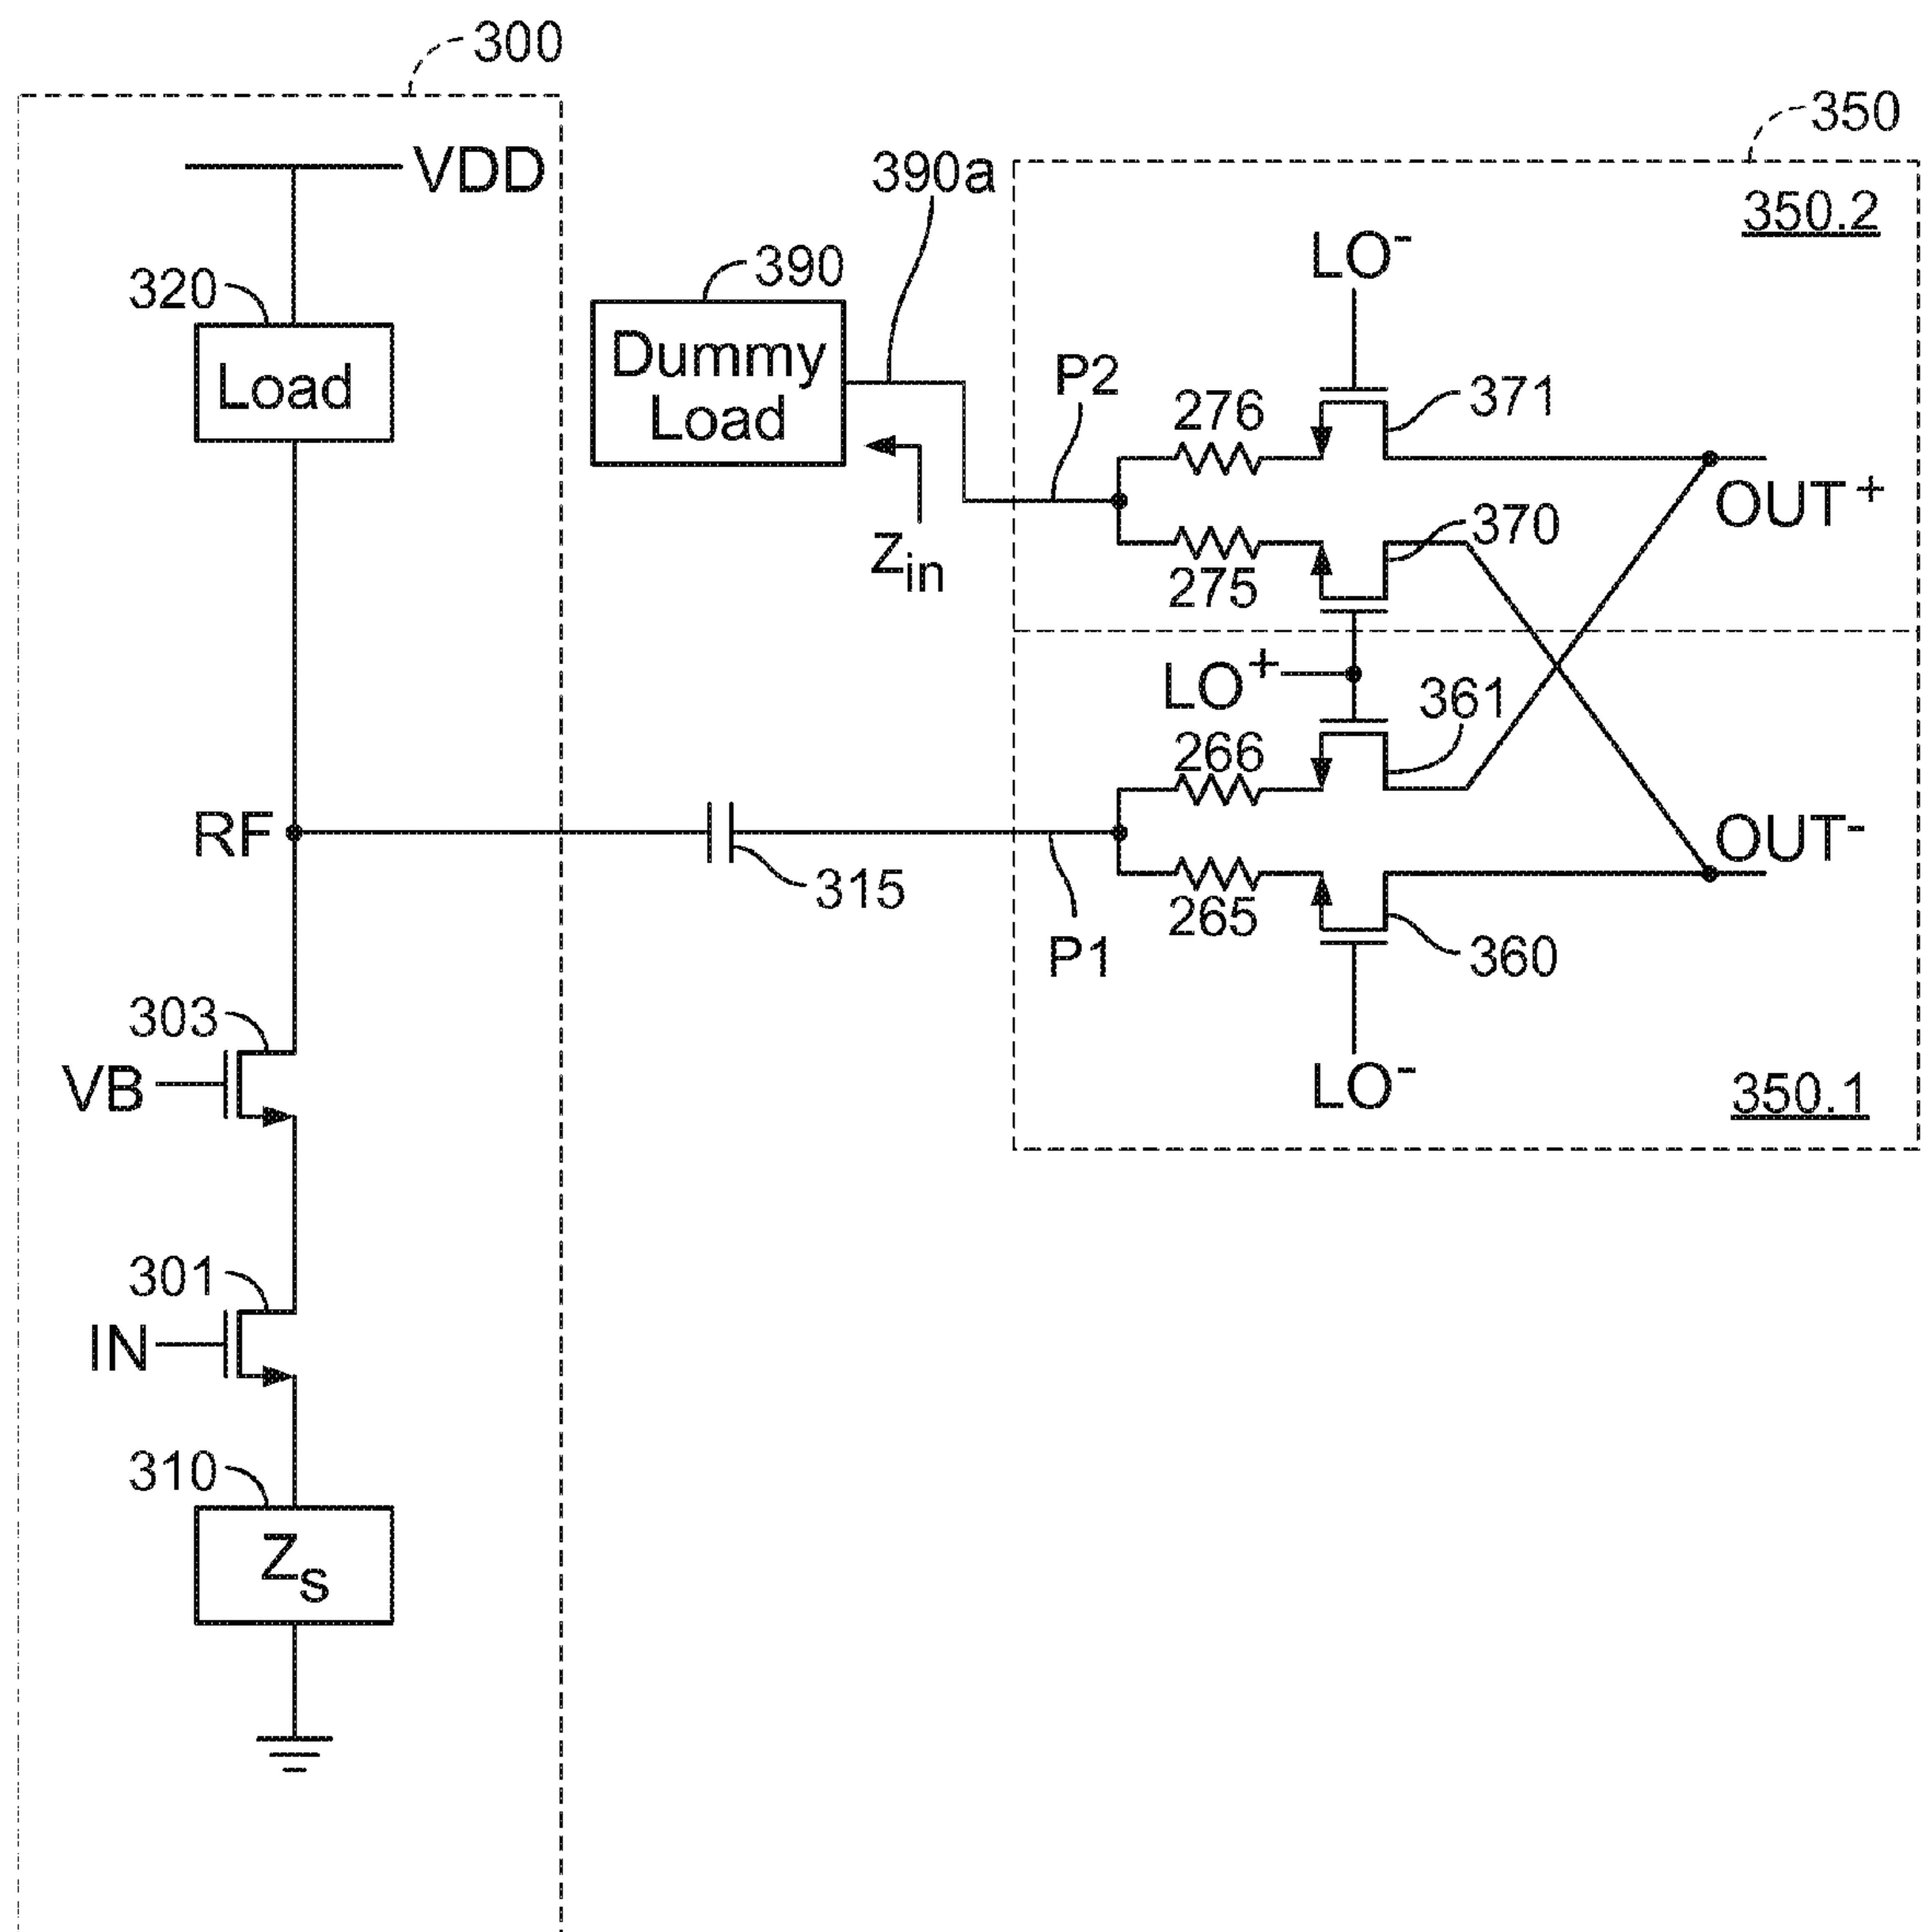 300
350
VDD
390a
350.2
LO-
390
320
Dummy
Load
P2
276
371
Load
OUT+
370
Zin
275
LO+
361
266
RF
OUT-
315
265
P1
360
303
VB
LO-
350.1
301
IN
310
Zs